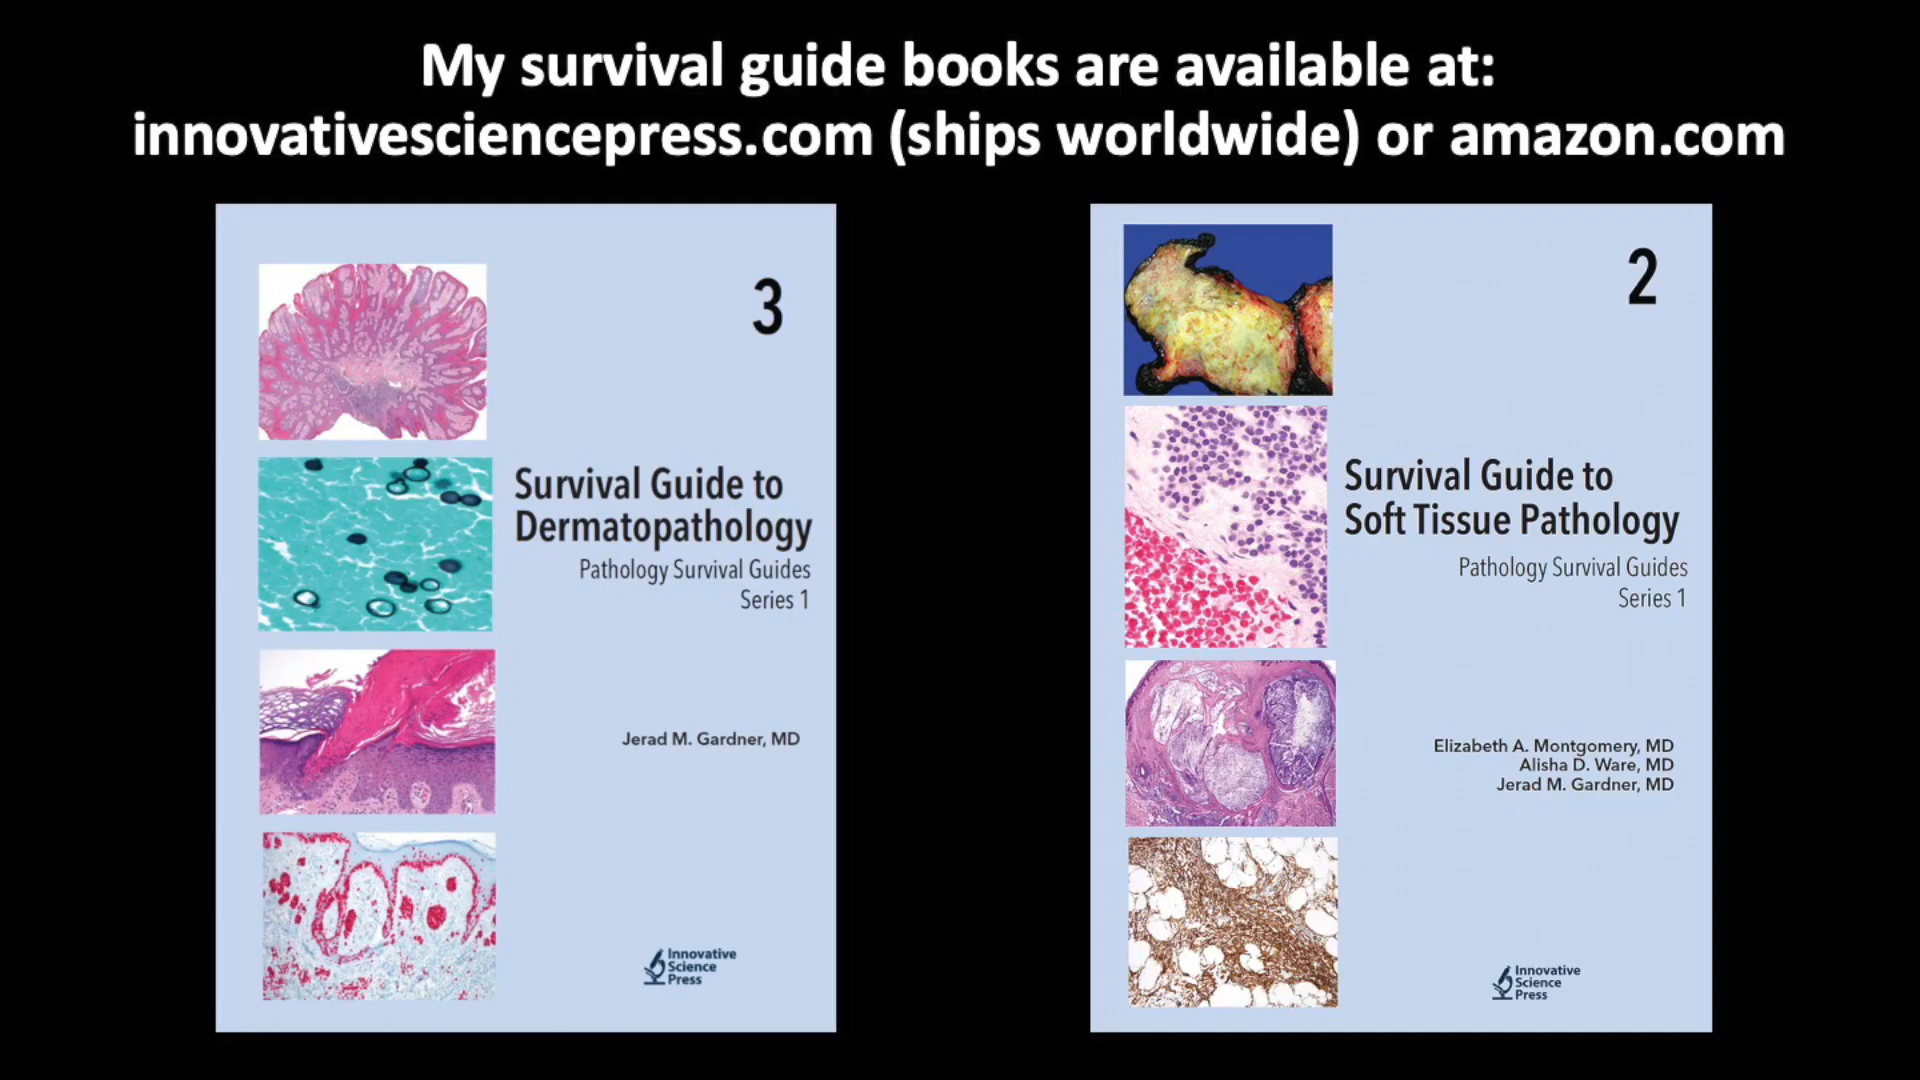 My survival guide books are available at:
innovativesciencepress.com (ships worldwide) or amazon.com
3
Survival Guide to
Dermatopathology
Pathology Survival Guides
Series 1
Jerad M. Gardner, MD
Innovative
Science
Press
2
Survival Guide to
Soft Tissue Pathology
Pathology Survival Guides
Series 1
Elizabeth A. Montgomery, MD
Alisha D. Ware, MD
Jerad M. Gardner, MD
Innovative
Science
Press